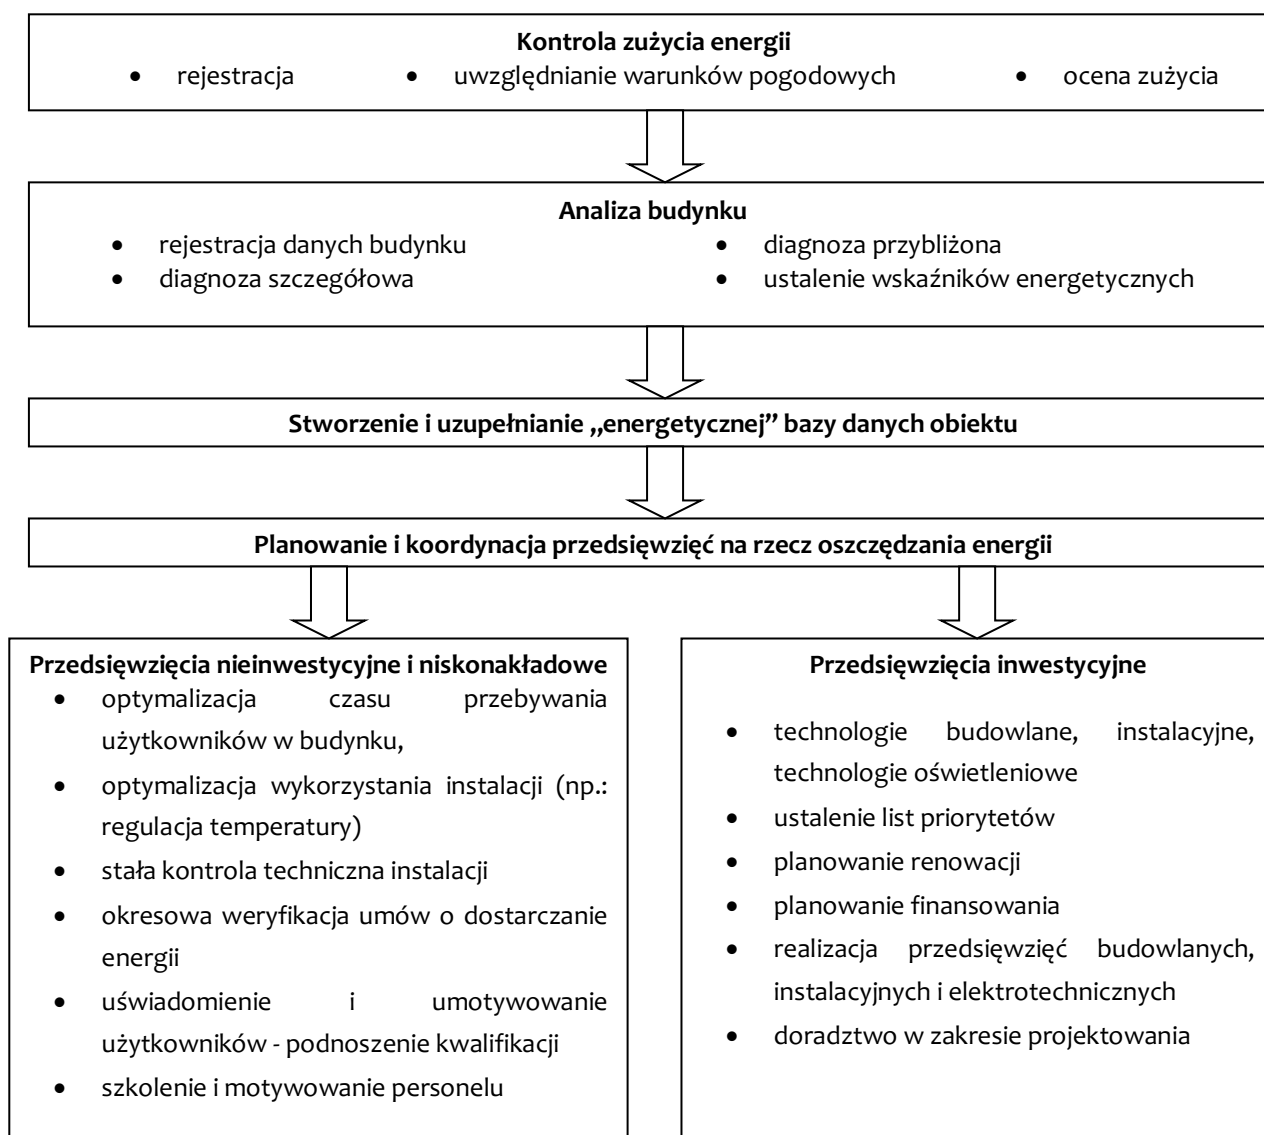 Kontrola zużycia energii
• rejestracja • uwzględnianie warunków pogodowych • ocena zużycia
Analiza budynku
• rejestracja danych budynku • diagnoza przybliżona
• diagnoza szczegółowa • ustalenie wskaźników energetycznych
Stworzenie i uzupełnianie „energetycznej” bazy danych obiektu
Planowanie i koordynacja przedsięwzięć na rzecz oszczędzania energii
Przedsięwzięcia nieinwestycyjne i niskonakładowe
• optymalizacja czasu przebywania
użytkowników w budynku,
• optymalizacja wykorzystania instalacji (np.:
regulacja temperatury)
• stała kontrola techniczna instalacji
• okresowa weryfikacja umów o dostarczanie
energii
• uświadomienie i umotywowanie
użytkowników - podnoszenie kwalifikacji
• szkolenie i motywowanie personelu
Przedsięwzięcia inwestycyjne
• technologie budowlane, instalacyjne,
technologie oświetleniowe
• ustalenie list priorytetów
• planowanie renowacji
• planowanie finansowania
• realizacja przedsięwzięć budowlanych,
instalacyjnych i elektrotechnicznych
• doradztwo w zakresie projektowania